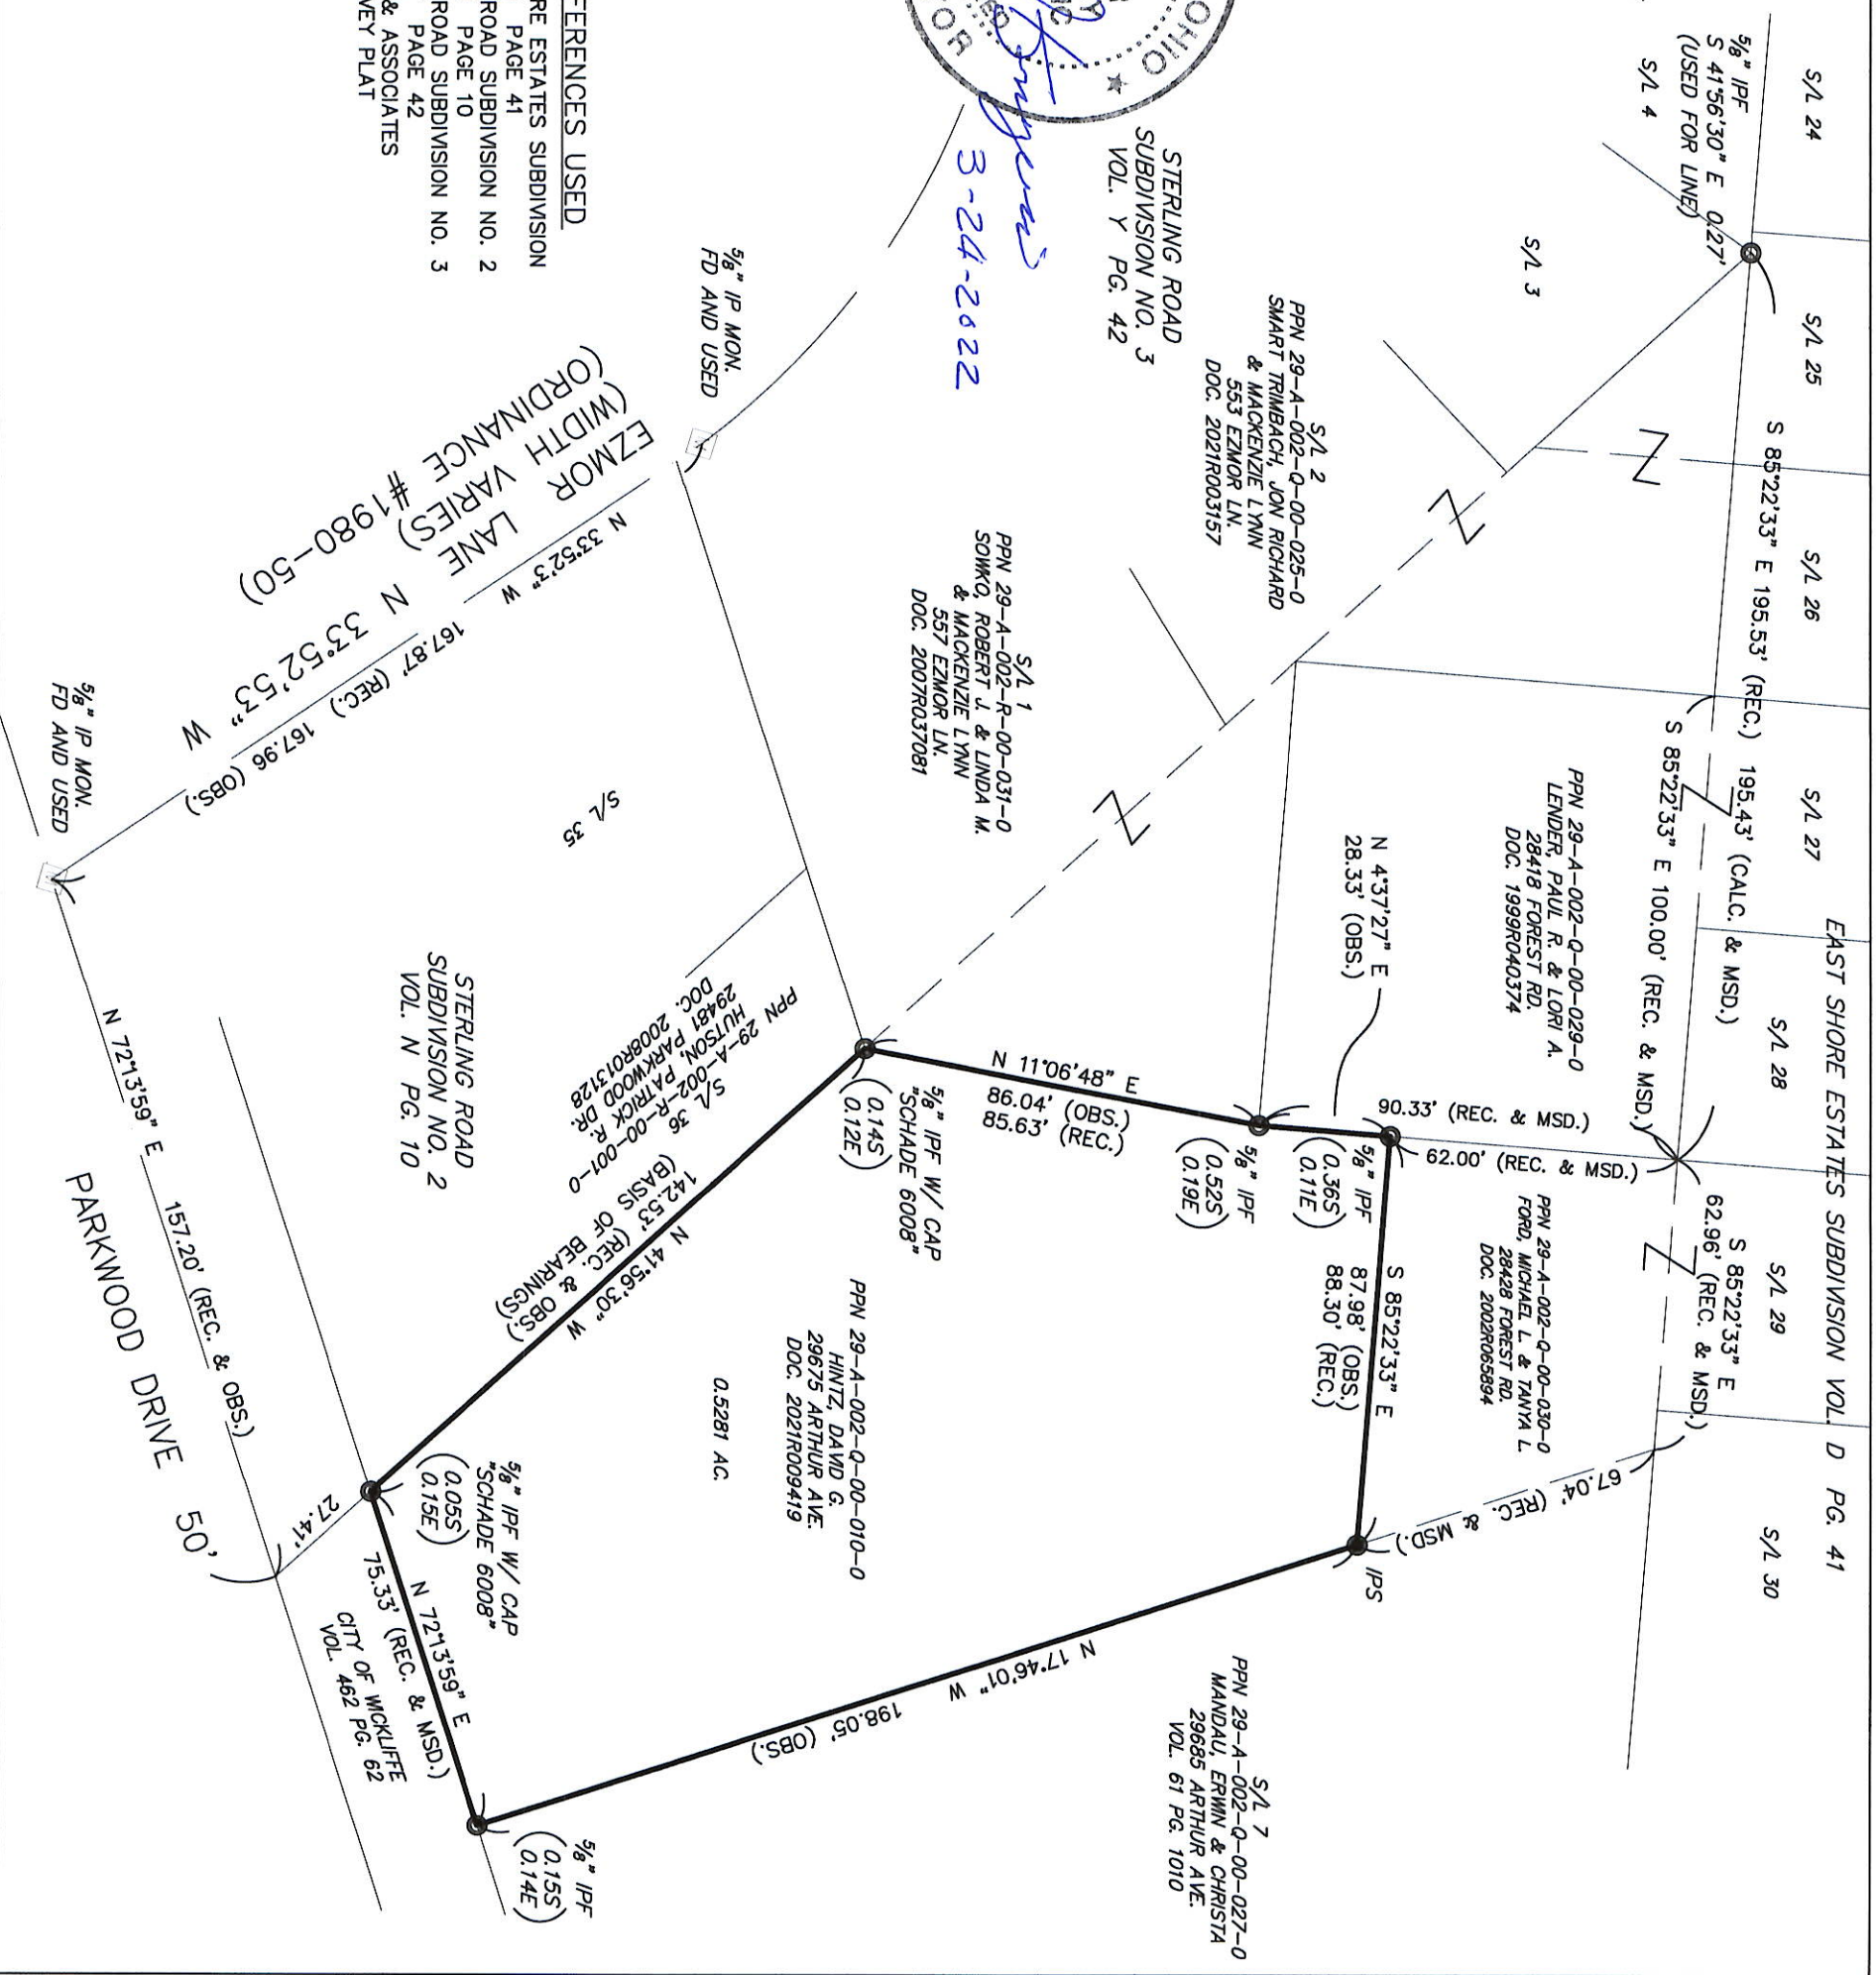 EAST SHORE ESTATES SUBDIVISION VOL. D PG. 41
S/L 24
S/L 25
S/L 26
S/L 27
S/L 28
S/L 29
S/L 30
5/8" IPF
S 41°56'30" E 0.27'
(USED FOR LINE)
S/L 4
S/L 3
S 85°22'33" E 195.53' (REC.) 195.43' (CALC. & MSD.)
S 85°22'33" E 100.00' (REC. & MSD.)
S 85°22'33" E
62.96' (REC. & MSD.)
PPN 29-A-002-Q-00-029-0
LENDER, PAUL R. & LORI A.
28418 FOREST RD.
DOC. 1999R040374
90.33' (REC. & MSD.)
62.00' (REC. & MSD.)
PPN 29-A-002-Q-00-030-0
FORD, MICHAEL L. & TANYA L
28428 FOREST RD.
DOC. 2002R065894
67.04' (REC. & MSD.)
IPS
S/L 2
PPN 29-A-002-Q-00-025-0
SMART TRIMBACH, JON RICHARD
& MACKENZIE LYNN
553 EZMOR LN.
DOC. 2021R003157
STERLING ROAD
SUBDIVISION NO. 3
VOL. Y PG. 42
OHIO
3-24-2022
N 4°37'27" E
28.33' (OBS.)
S 85°22'33" E
87.98' (OBS.)
88.30' (REC.)
5/8" IPF
(0.36S)
(0.11E)
5/8" IPF
(0.52S)
(0.19E)
S/L 1
PPN 29-A-002-R-00-031-0
SOWKO, ROBERT J. & LINDA M.
& MACKENZIE LYNN
557 EZMOR LN.
DOC. 2007R037081
N 11°06'48" E
86.04' (OBS.)
85.63' (REC.)
5/8" IPF W/ CAP
"SCHADE 6008"
(0.14S)
(0.12E)
S/L 7
PPN 29-A-002-Q-00-027-0
MANDAU, ERWIN & CHRISTA
29685 ARTHUR AVE.
VOL. 61 PG. 1010
N 17°46'01" W
198.05' (OBS.)
PPN 29-A-002-Q-00-010-0
HINTZ, DAVID G.
29675 ARTHUR AVE.
DOC. 2021R009419
0.5281 AC.
N 41°56'30" W
142.53' (REC. & OBS.)
(BASIS OF BEARINGS)
S/L 36
PPN 29-A-002-R-00-001-0
HUTSON, PATRICK R.
29481 PARKWOOD DR.
DOC. 2008R013128
5/8" IP MON.
FD AND USED
EZMOR LANE
(WIDTH VARIES)
(ORDINANCE #1980-50)
N 33°52'3" W
167.87' (REC.) 167.96 (OBS.)
N 33°52'53" W
S/L 35
STERLING ROAD
SUBDIVISION NO. 2
VOL. N PG. 10
5/8" IPF W/ CAP
"SCHADE 6008"
(0.05S)
(0.15E)
N 72°13'59" E
75.33' (REC. & MSD.)
5/8" IPF
(0.15S)
(0.14E)
CITY OF WICKLIFFE
VOL. 462 PG. 62
27.41'
5/8" IP MON.
FD AND USED
N 72°13'59" E 157.20' (REC. & OBS.)
PARKWOOD DRIVE 50'
FERENCES USED
RE ESTATES SUBDIVISION
PAGE 41
ROAD SUBDIVISION NO. 2
PAGE 10
ROAD SUBDIVISION NO. 3
PAGE 42
& ASSOCIATES
VEY PLAT